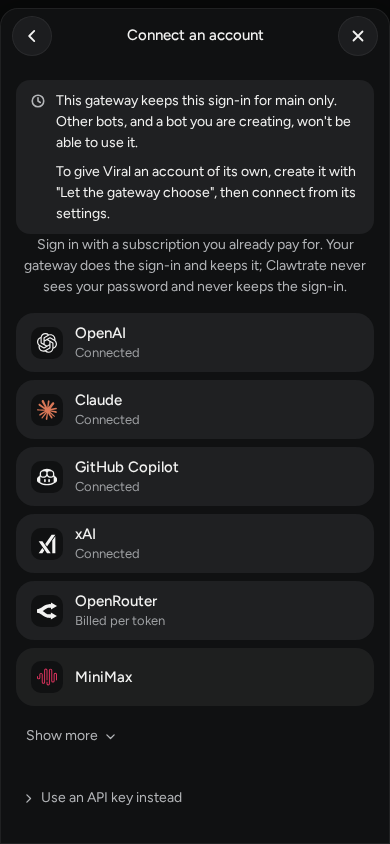 Connect an account
This gateway keeps this sign-in for main only.
Other bots, and a bot you are creating, won't be
able to use it.
To give Viral an account of its own, create it with
"Let the gateway choose", then connect from its
settings.
Sign in with a subscription you already pay for. Your
gateway does the sign-in and keeps it; Clawtrate never
sees your password and never keeps the sign-in.
OpenAI
Connected
Claude
Connected
GitHub Copilot
Connected
xAI
Connected
OpenRouter
Billed per token
MiniMax
Show more
Use an API key instead